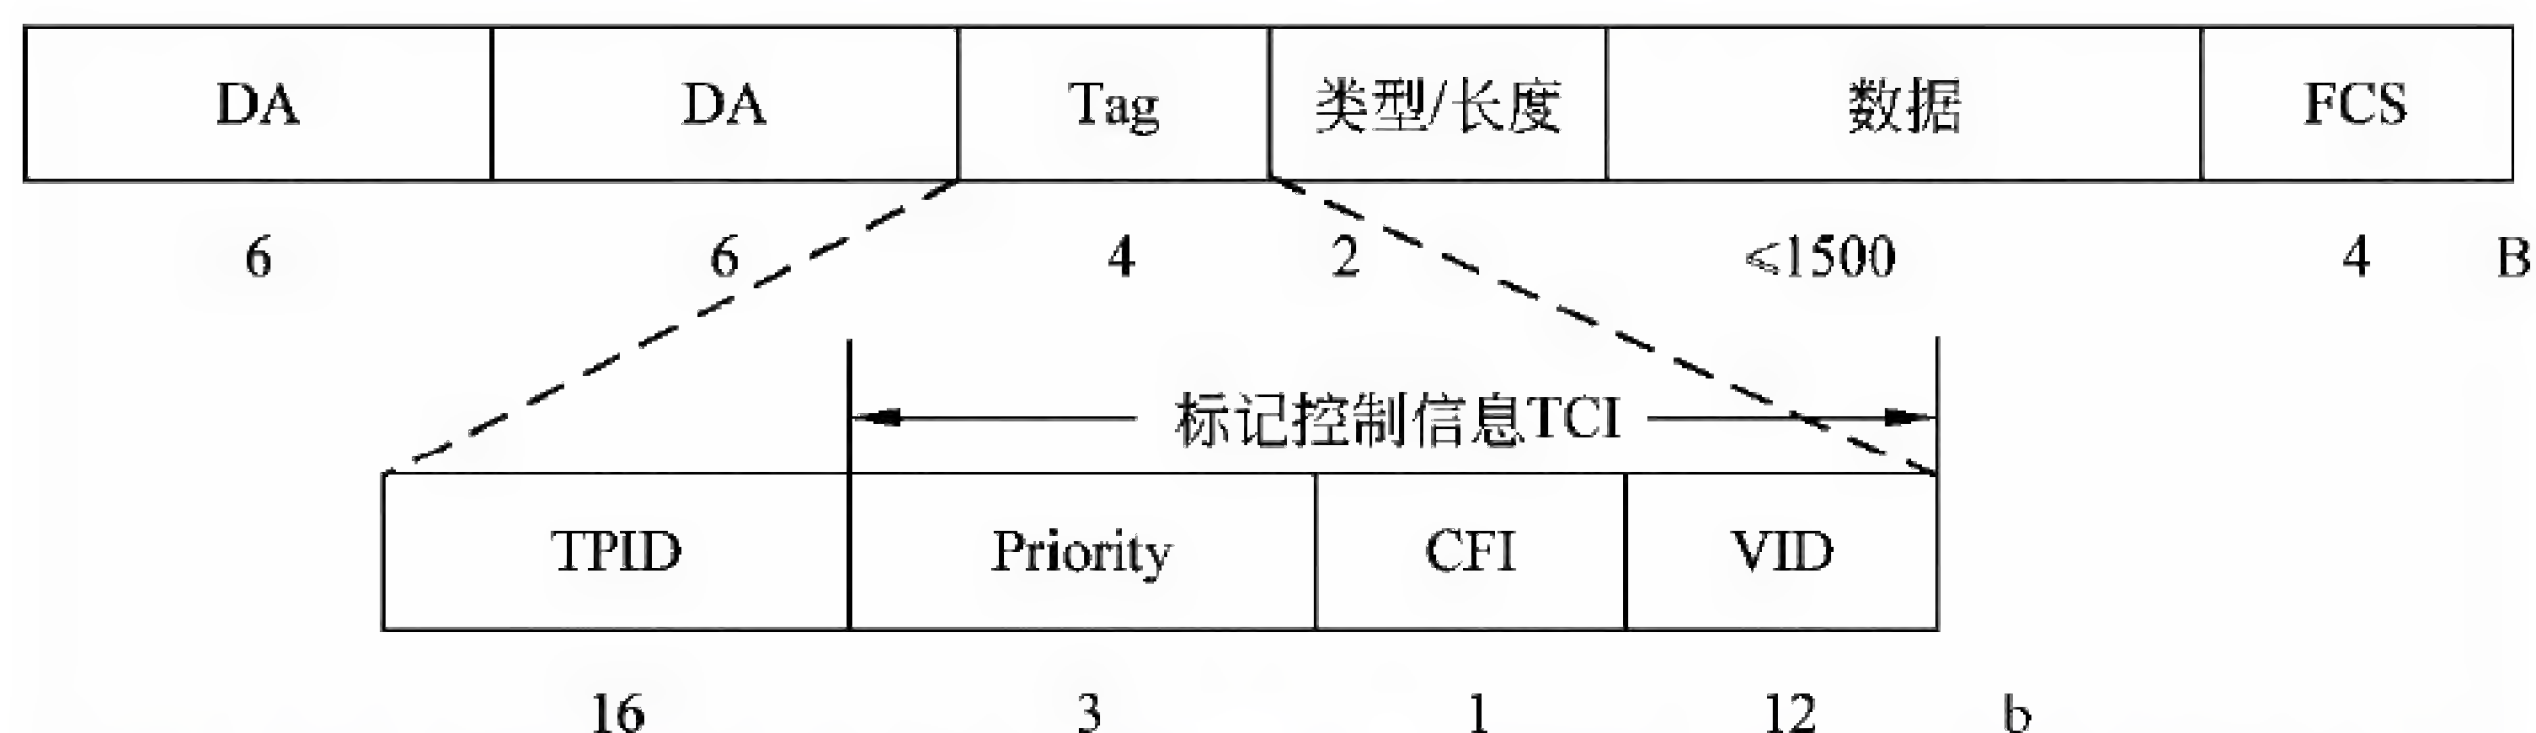 DA DA Tag 类型/长度 数据 FCS
6 6 4 2 ≤1500 4 B
标记控制信息TCI
TPID Priority CFI VID
16 3 1 12 b